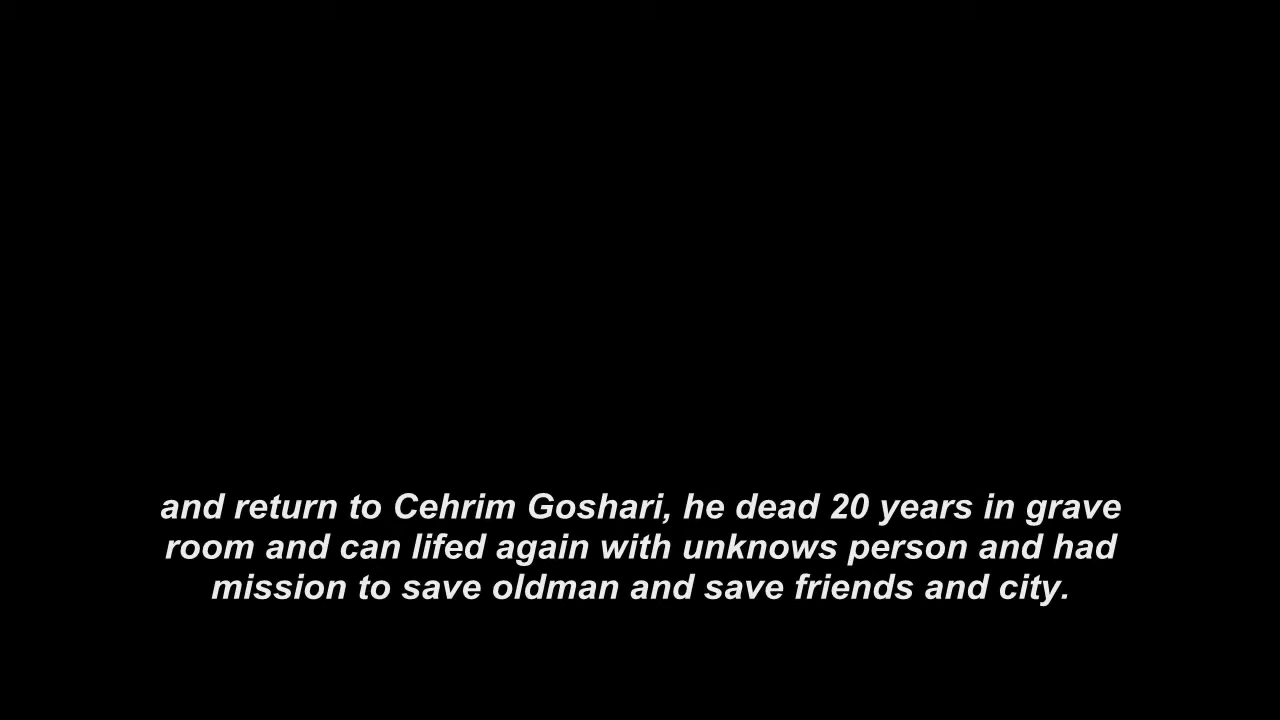 and return to Cehrim Goshari, he dead 20 years in grave
room and can lifed again with unknows person and had
mission to save oldman and save friends and city.